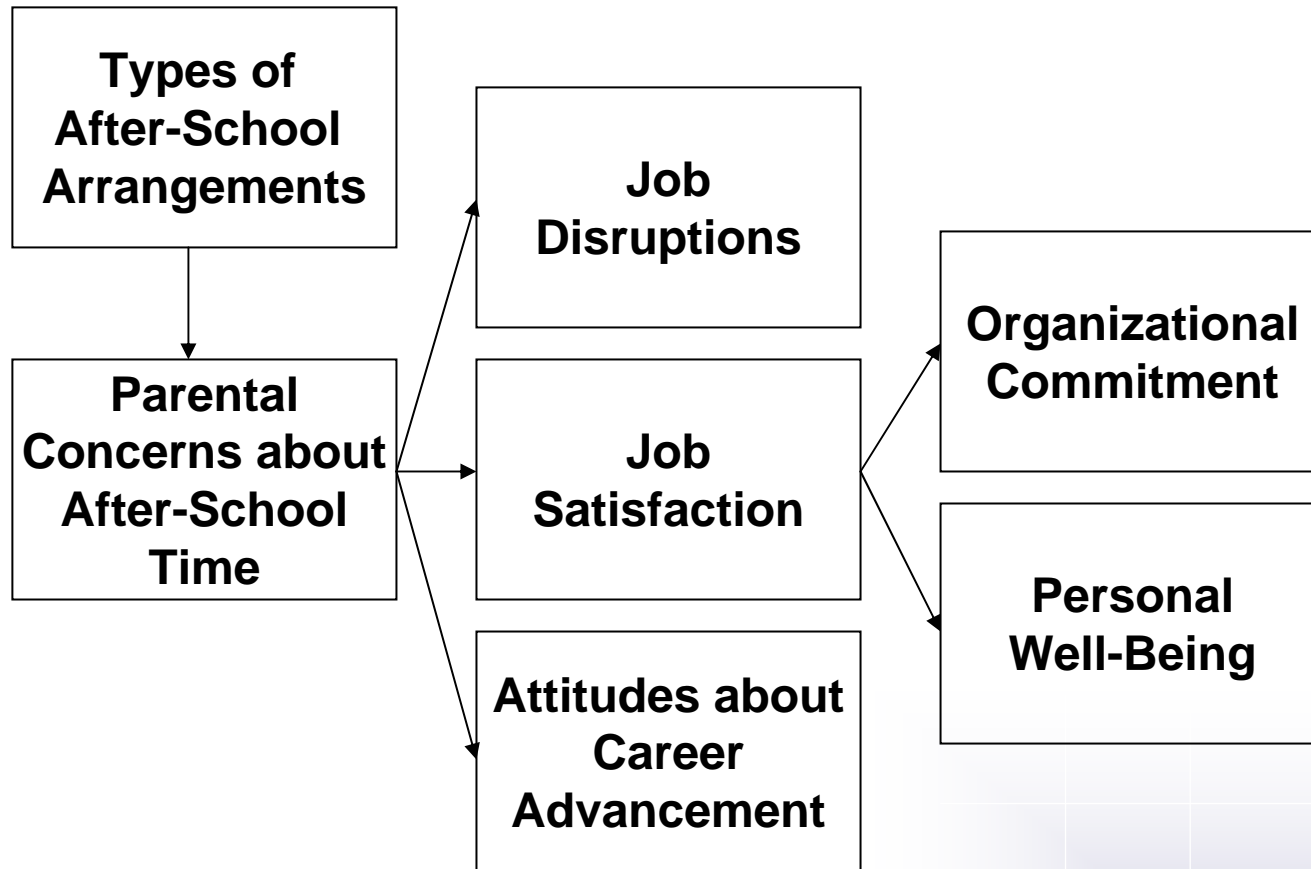 Types of
After-School
Arrangements
Parental
Concerns about
After-School
Time
Job
Disruptions
Job
Satisfaction
Attitudes about
Career
Advancement
Organizational
Commitment
Personal
Well-Being